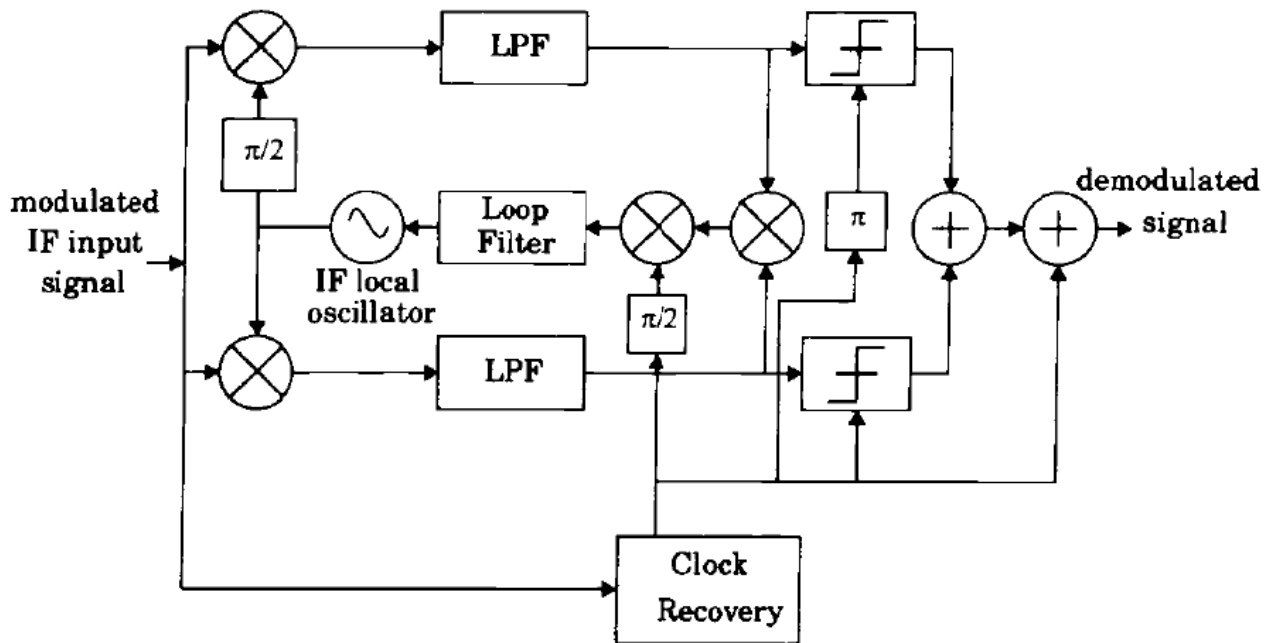 LPF
π/2
modulated
IF input
signal
Loop
Filter
IF local
oscillator
π
demodulated
signal
π/2
LPF
Clock
Recovery